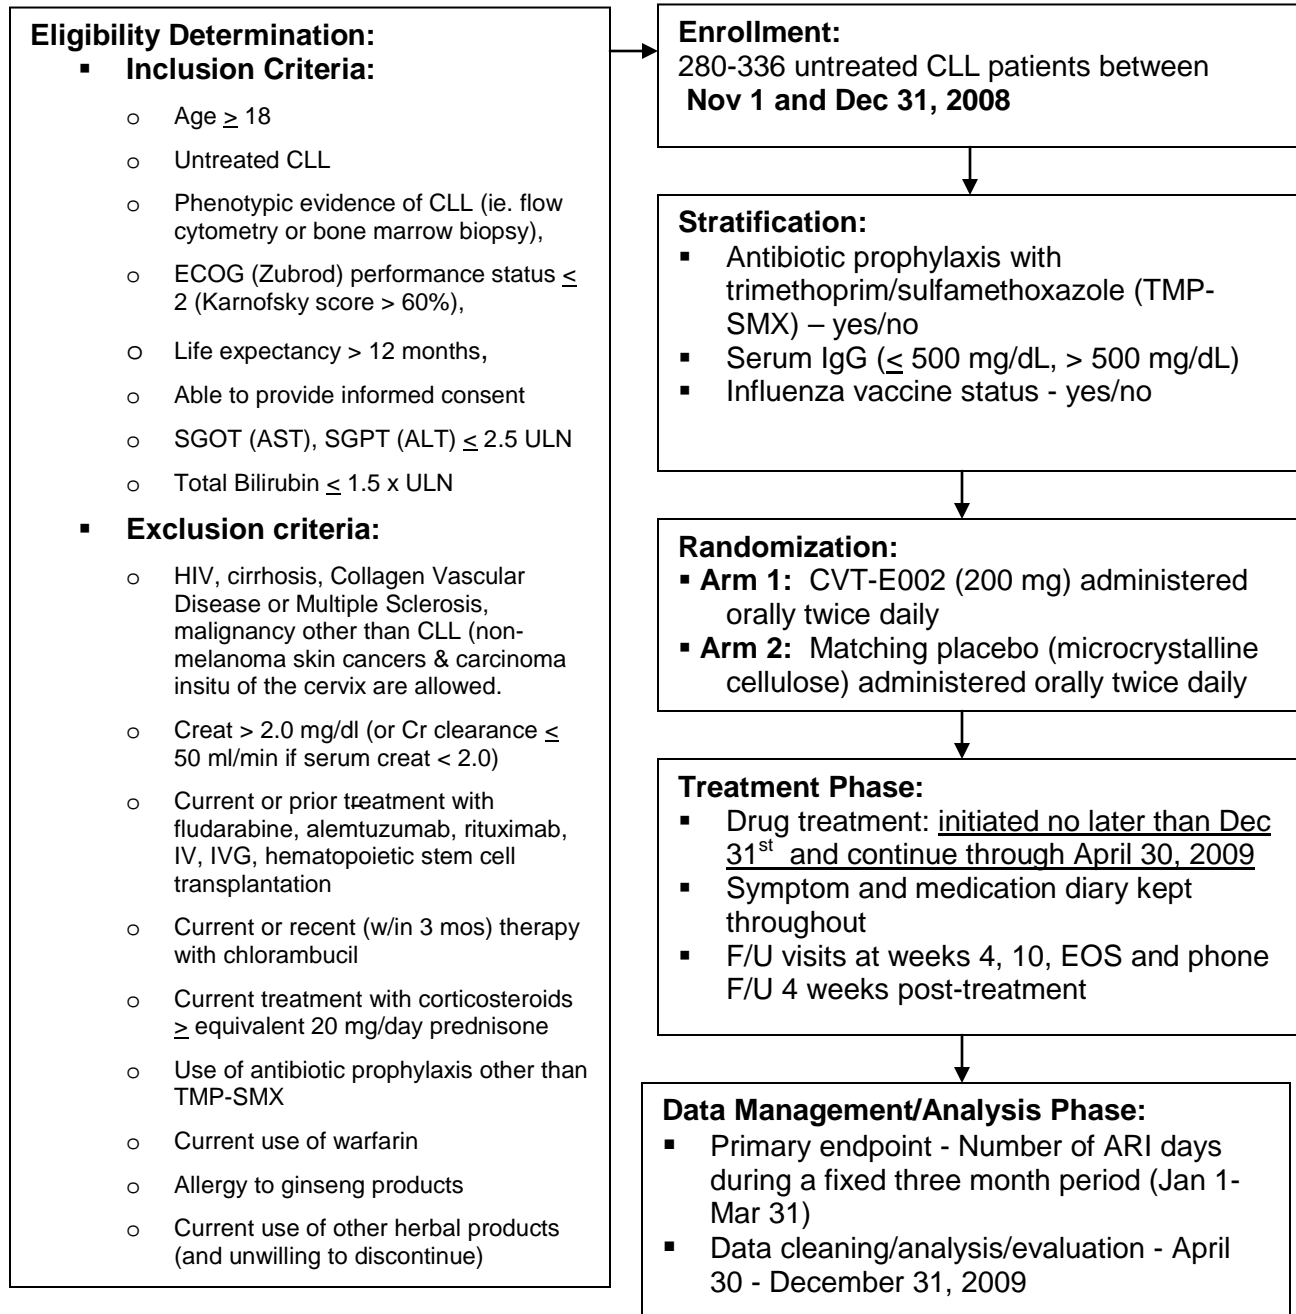 Eligibility Determination:
▪ Inclusion Criteria:
o Age ≥ 18
o Untreated CLL
o Phenotypic evidence of CLL (ie. flow
cytometry or bone marrow biopsy),
o ECOG (Zubrod) performance status ≤
2 (Karnofsky score > 60%),
o Life expectancy > 12 months,
o Able to provide informed consent
o SGOT (AST), SGPT (ALT) ≤ 2.5 ULN
o Total Bilirubin ≤ 1.5 x ULN
▪ Exclusion criteria:
o HIV, cirrhosis, Collagen Vascular
Disease or Multiple Sclerosis,
malignancy other than CLL (non-
melanoma skin cancers & carcinoma
insitu of the cervix are allowed.
o Creat > 2.0 mg/dl (or Cr clearance ≤
50 ml/min if serum creat < 2.0)
o Current or prior treatment with
fludarabine, alemtuzumab, rituximab,
IV, IVG, hematopoietic stem cell
transplantation
o Current or recent (w/in 3 mos) therapy
with chlorambucil
o Current treatment with corticosteroids
≥ equivalent 20 mg/day prednisone
o Use of antibiotic prophylaxis other than
TMP-SMX
o Current use of warfarin
o Allergy to ginseng products
o Current use of other herbal products
(and unwilling to discontinue)
Enrollment:
280-336 untreated CLL patients between
Nov 1 and Dec 31, 2008
Stratification:
▪ Antibiotic prophylaxis with
trimethoprim/sulfamethoxazole (TMP-
SMX) – yes/no
▪ Serum IgG (≤ 500 mg/dL, > 500 mg/dL)
▪ Influenza vaccine status - yes/no
Randomization:
▪ Arm 1: CVT-E002 (200 mg) administered
orally twice daily
▪ Arm 2: Matching placebo (microcrystalline
cellulose) administered orally twice daily
Treatment Phase:
▪ Drug treatment: initiated no later than Dec
31st and continue through April 30, 2009
▪ Symptom and medication diary kept
throughout
▪ F/U visits at weeks 4, 10, EOS and phone
F/U 4 weeks post-treatment
Data Management/Analysis Phase:
▪ Primary endpoint - Number of ARI days
during a fixed three month period (Jan 1-
Mar 31)
▪ Data cleaning/analysis/evaluation - April
30 - December 31, 2009